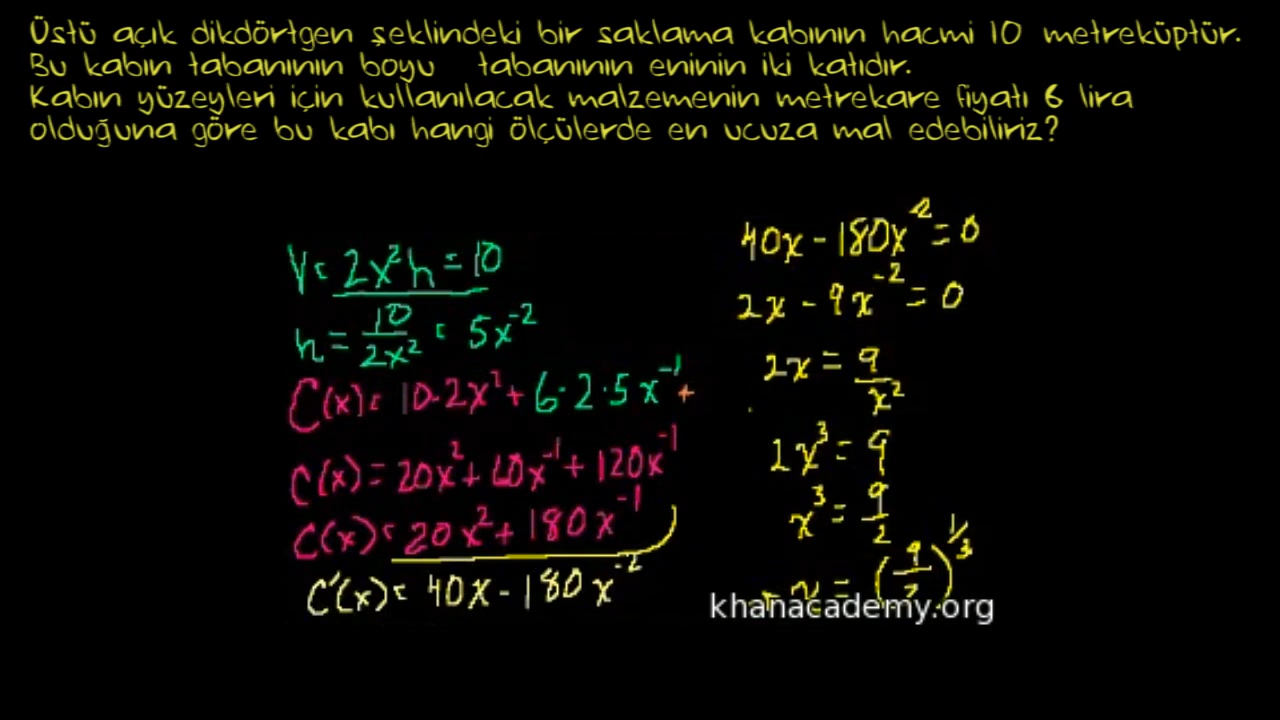 Üstü açık dikdörtgen şeklindeki bir saklama kabının hacmi 10 metreküptür.
Bu kabın tabanının boyu tabanının eninin iki katıdır.
Kabın yüzeyleri için kullanılacak malzemenin metrekare fiyatı 6 lira
olduğuna göre bu kabı hangi ölçülerde en ucuza mal edebiliriz?
V = 2x²h = 10
h = 10/2x² = 5x⁻²
C(x) = 10·2x² + 6·2·5x⁻¹ +
C(x) = 20x² + 60x⁻¹ + 120x⁻¹
C(x) = 20x² + 180x⁻¹
C'(x) = 40x - 180x⁻²
40x - 180x⁻² = 0
2x - 9x⁻² = 0
2x = 9/x²
2x³ = 9
x³ = 9/2
x = (9/2)^1/3
khanacademy.org